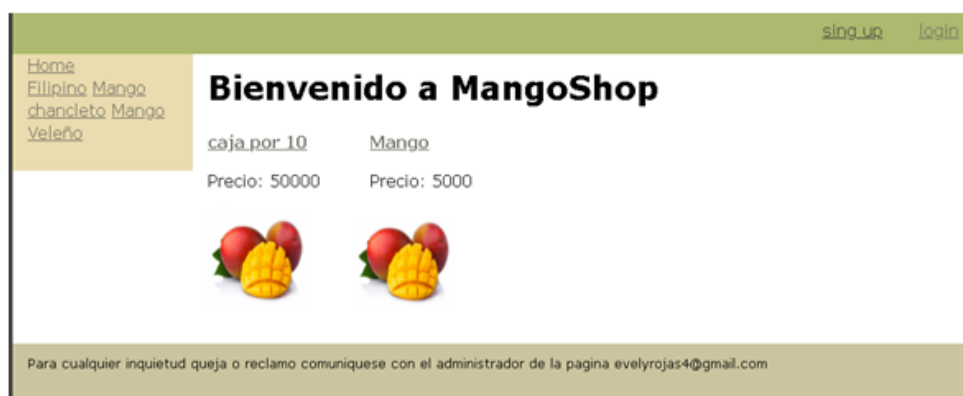 sing up login
Home
Filipino Mango
chancleto Mango
Veleño
Bienvenido a MangoShop
caja por 10 Mango
Precio: 50000 Precio: 5000
Para cualquier inquietud queja o reclamo comuniquese con el administrador de la pagina evelyrojas4@gmail.com